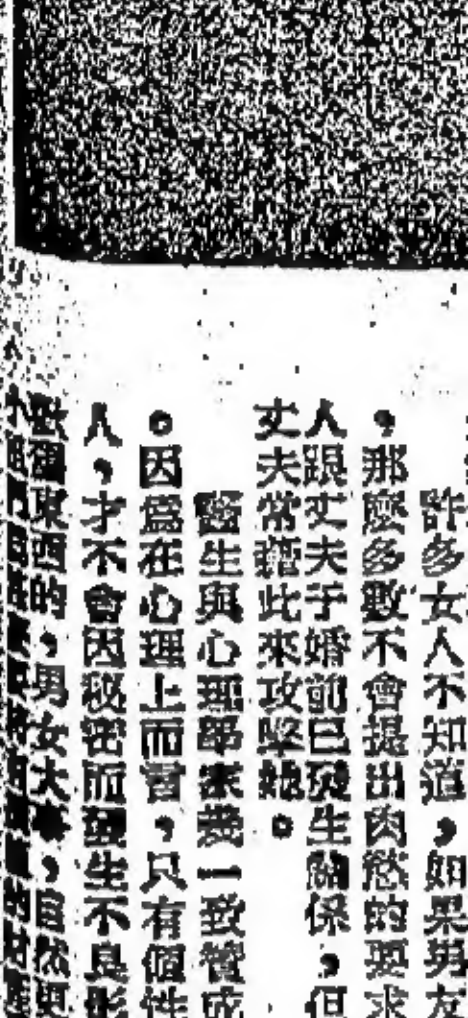 許多女人不知道，如果男友
，那麼多數不會提出肉慾的要求
人跟丈夫于婚前已發生關係，但
丈夫常藉此來攻擊她。
醫生與心理學家幾一致贊成
。因爲在心理上而言，只有個性
人，才不會因秘密而發生不良影
東西的，男女大事，自然更